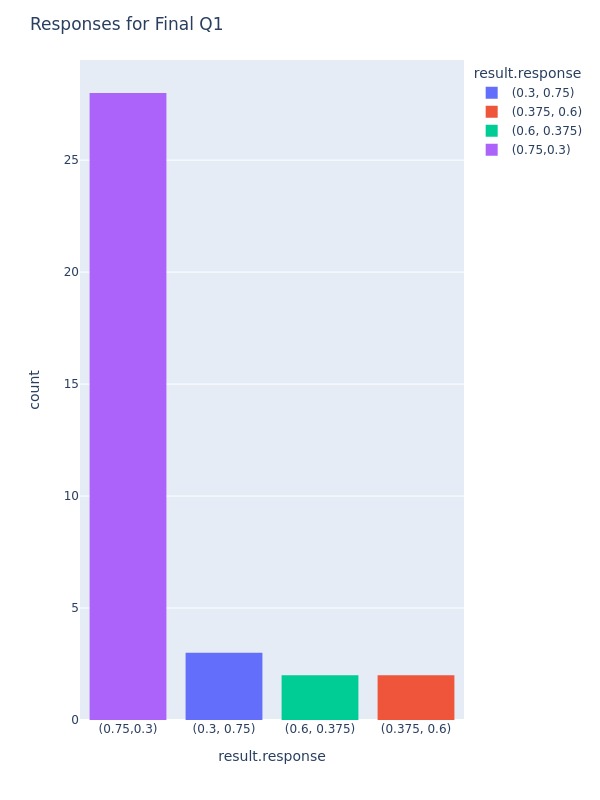 Responses for Final Q1
result.response
(0.3, 0.75)
(0.375, 0.6)
(0.6, 0.375)
(0.75,0.3)
count
25
20
15
10
5
0
(0.75,0.3) (0.3, 0.75) (0.6, 0.375) (0.375, 0.6)
result.response